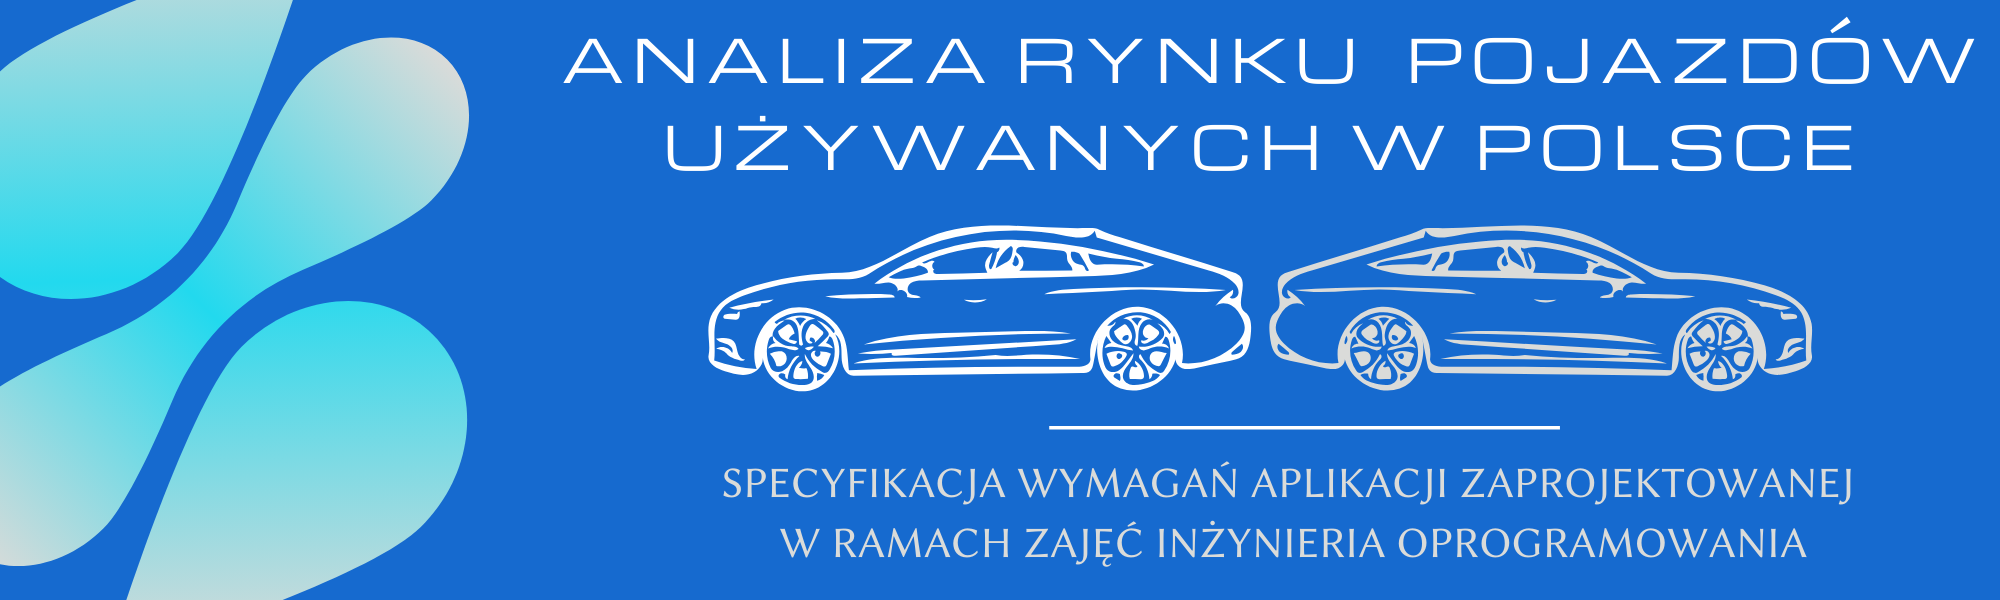 ANALIZA RYNKU POJAZDÓW
UŻYWANYCH W POLSCE
SPECYFIKACJA WYMAGAŃ APLIKACJI ZAPROJEKTOWANEJ
W RAMACH ZAJĘĆ INŻYNIERIA OPROGRAMOWANIA